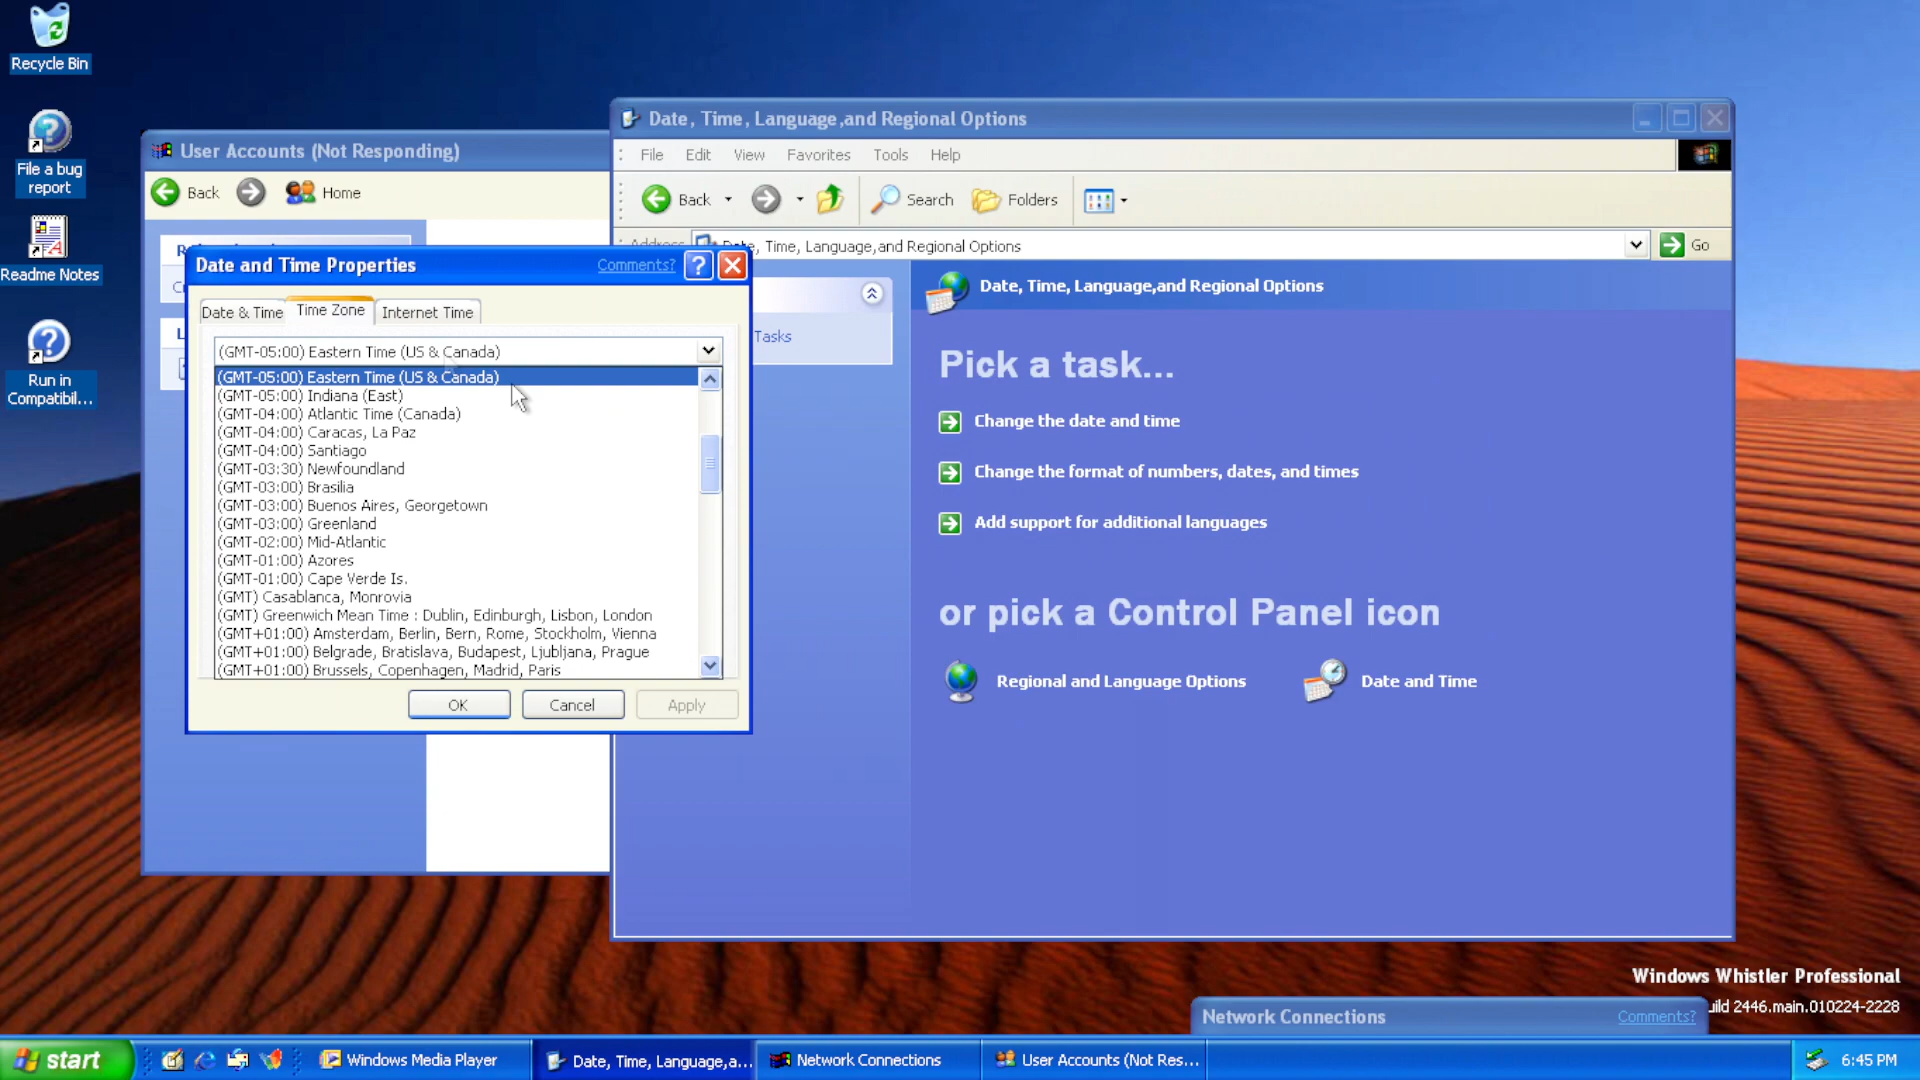 Recycle Bin
File a bug
report
Readme Notes
Run in
Compatibil...
User Accounts (Not Responding)
Back
Home
Date, Time, Language,and Regional Options
File Edit View Favorites Tools Help
Back Search Folders
Address
Date, Time, Language,and Regional Options
Go
Tasks
Date, Time, Language,and Regional Options
Pick a task...
Change the date and time
Change the format of numbers, dates, and times
Add support for additional languages
or pick a Control Panel icon
Regional and Language Options
Date and Time
Date and Time Properties
Comments?
Date & Time Time Zone Internet Time
(GMT-05:00) Eastern Time (US & Canada)
(GMT-05:00) Eastern Time (US & Canada)
(GMT-05:00) Indiana (East)
(GMT-04:00) Atlantic Time (Canada)
(GMT-04:00) Caracas, La Paz
(GMT-04:00) Santiago
(GMT-03:30) Newfoundland
(GMT-03:00) Brasilia
(GMT-03:00) Buenos Aires, Georgetown
(GMT-03:00) Greenland
(GMT-02:00) Mid-Atlantic
(GMT-01:00) Azores
(GMT-01:00) Cape Verde Is.
(GMT) Casablanca, Monrovia
(GMT) Greenwich Mean Time : Dublin, Edinburgh, Lisbon, London
(GMT+01:00) Amsterdam, Berlin, Bern, Rome, Stockholm, Vienna
(GMT+01:00) Belgrade, Bratislava, Budapest, Ljubljana, Prague
(GMT+01:00) Brussels, Copenhagen, Madrid, Paris
OK Cancel Apply
Windows Whistler Professional
uild 2446.main.010224-2228
Network Connections
Comments?
start
Windows Media Player
Date, Time, Language,a...
Network Connections
User Accounts (Not Res...
6:45 PM